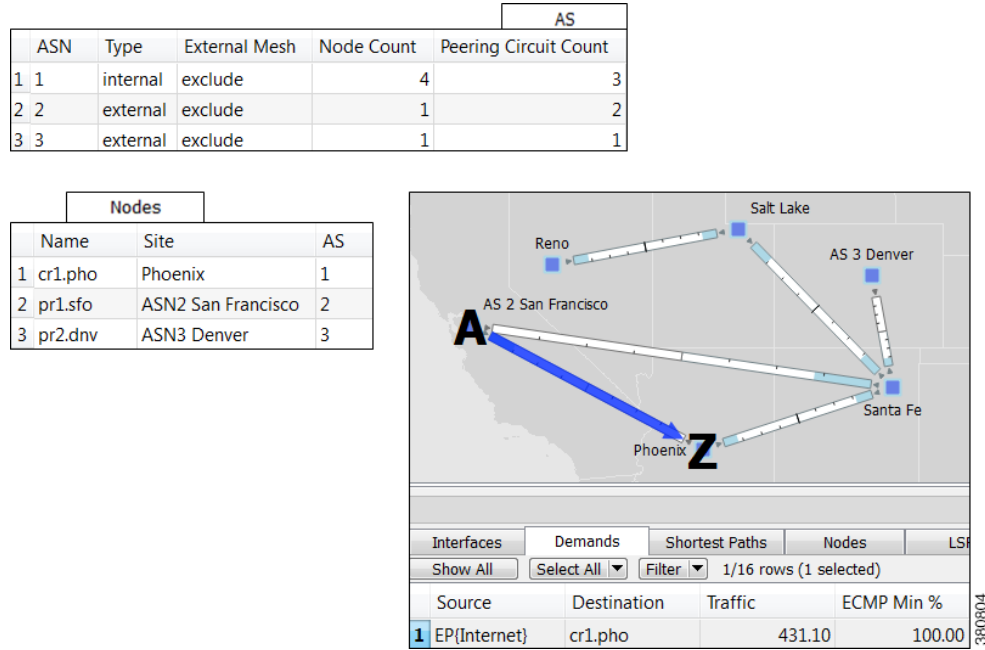 AS
ASN Type External Mesh Node Count Peering Circuit Count
1 1 internal exclude 4 3
2 2 external exclude 1 2
3 3 external exclude 1 1
Nodes
Name Site AS
1 cr1.pho Phoenix 1
2 pr1.sfo ASN2 San Francisco 2
3 pr2.dnv ASN3 Denver 3
Salt Lake
Reno
AS 3 Denver
AS 2 San Francisco
A
Santa Fe
Phoenix Z
Interfaces Demands Shortest Paths Nodes LSP
Show All Select All Filter 1/16 rows (1 selected)
Source Destination Traffic ECMP Min %
1 EP{Internet} cr1.pho 431.10 100.00
380804